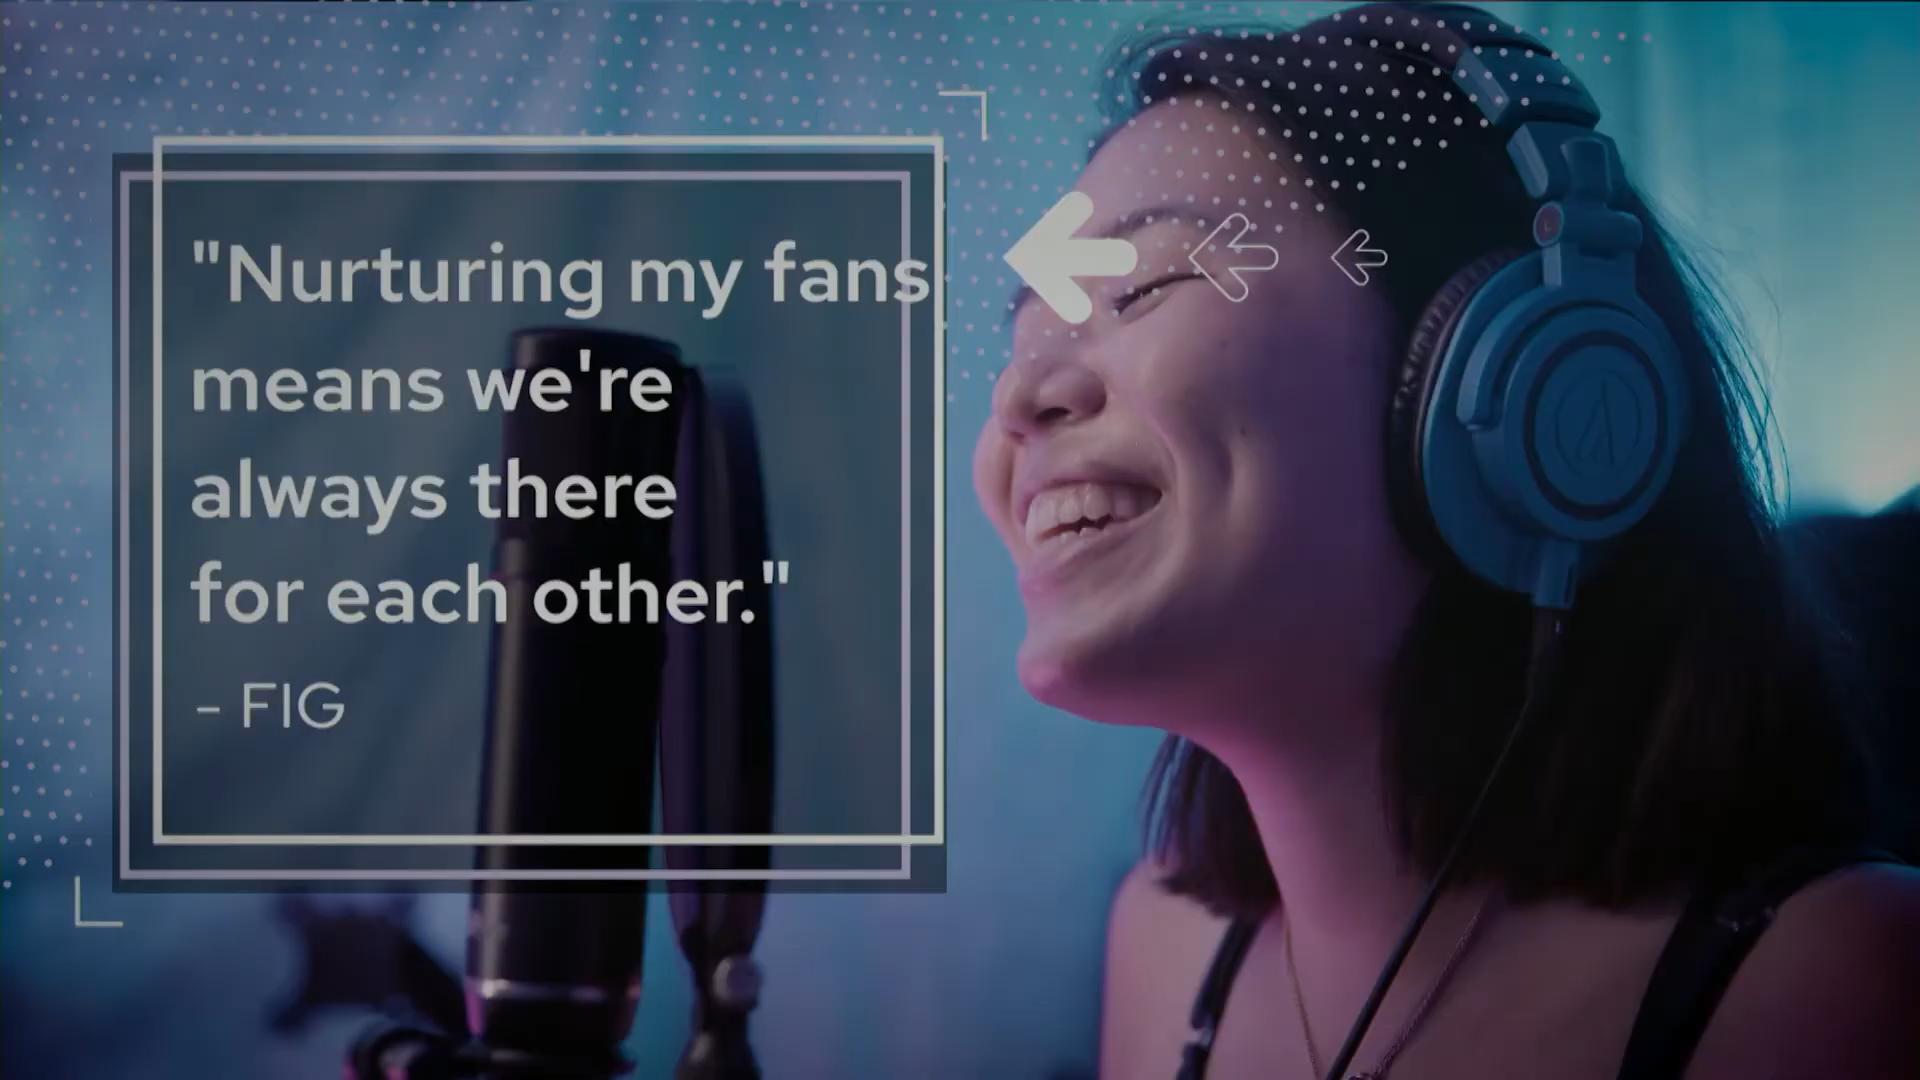 "Nurturing my fans
means we're
always there
for each other."
- FIG